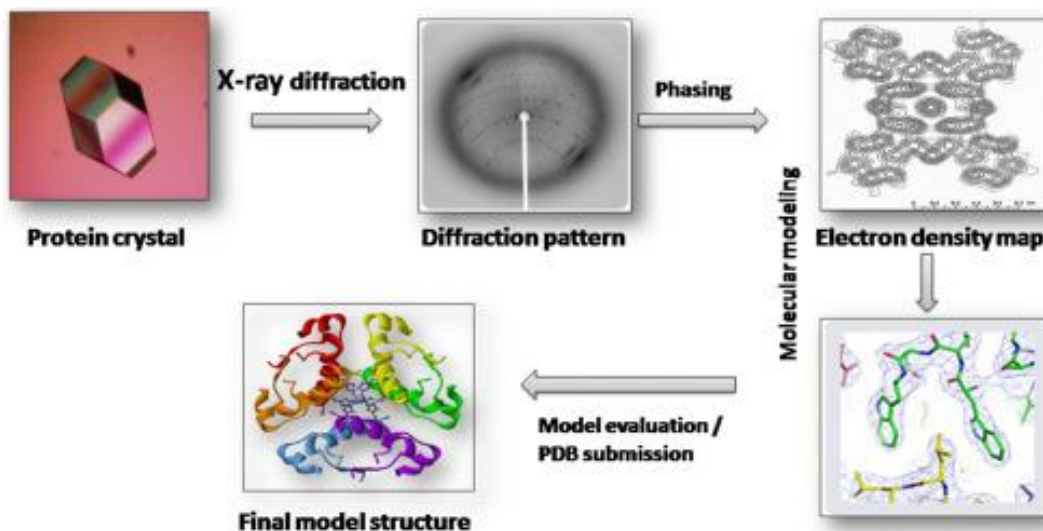 X-ray diffraction
Phasing
Protein crystal
Diffraction pattern
Electron density map
Molecular modeling
Model evaluation /
PDB submission
Final model structure